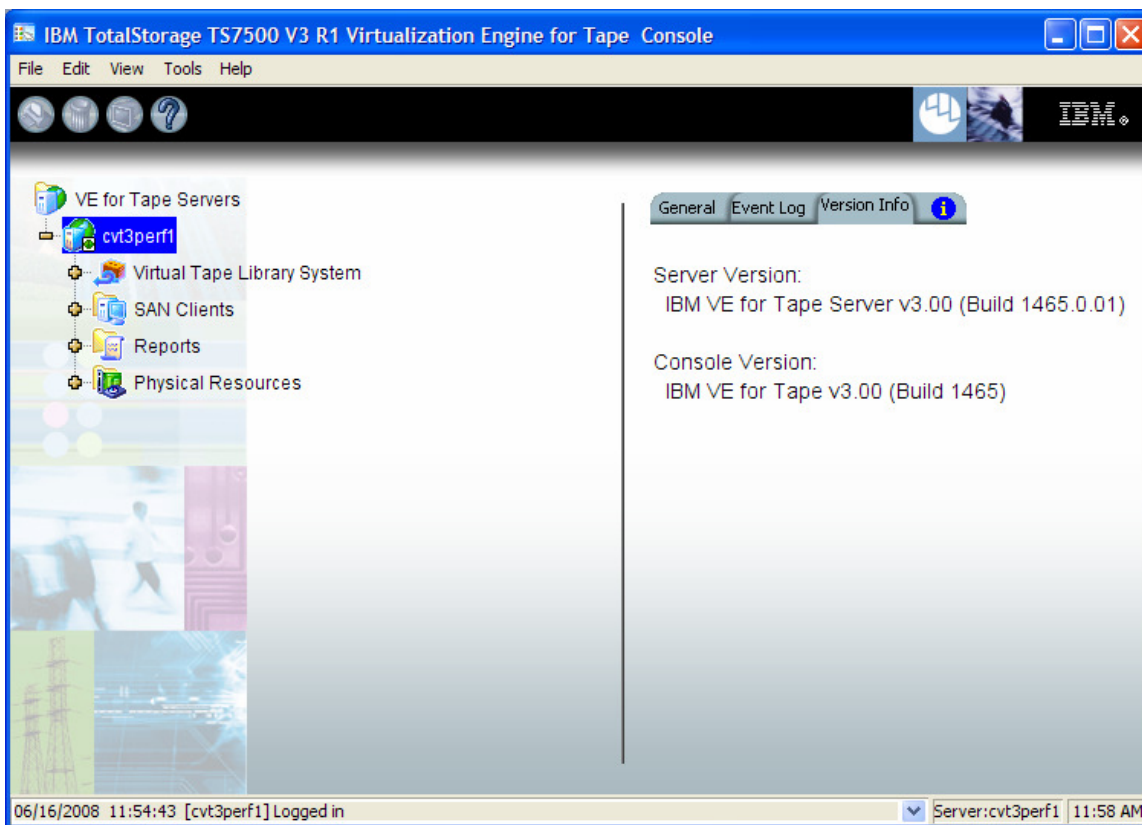 IBM TotalStorage TS7500 V3 R1 Virtualization Engine for Tape Console
File Edit View Tools Help
IBM
VE for Tape Servers
cvt3perf1
Virtual Tape Library System
SAN Clients
Reports
Physical Resources
General Event Log Version Info
Server Version:
IBM VE for Tape Server v3.00 (Build 1465.0.01)
Console Version:
IBM VE for Tape v3.00 (Build 1465)
06/16/2008 11:54:43 [cvt3perf1] Logged in
Server:cvt3perf1 11:58 AM